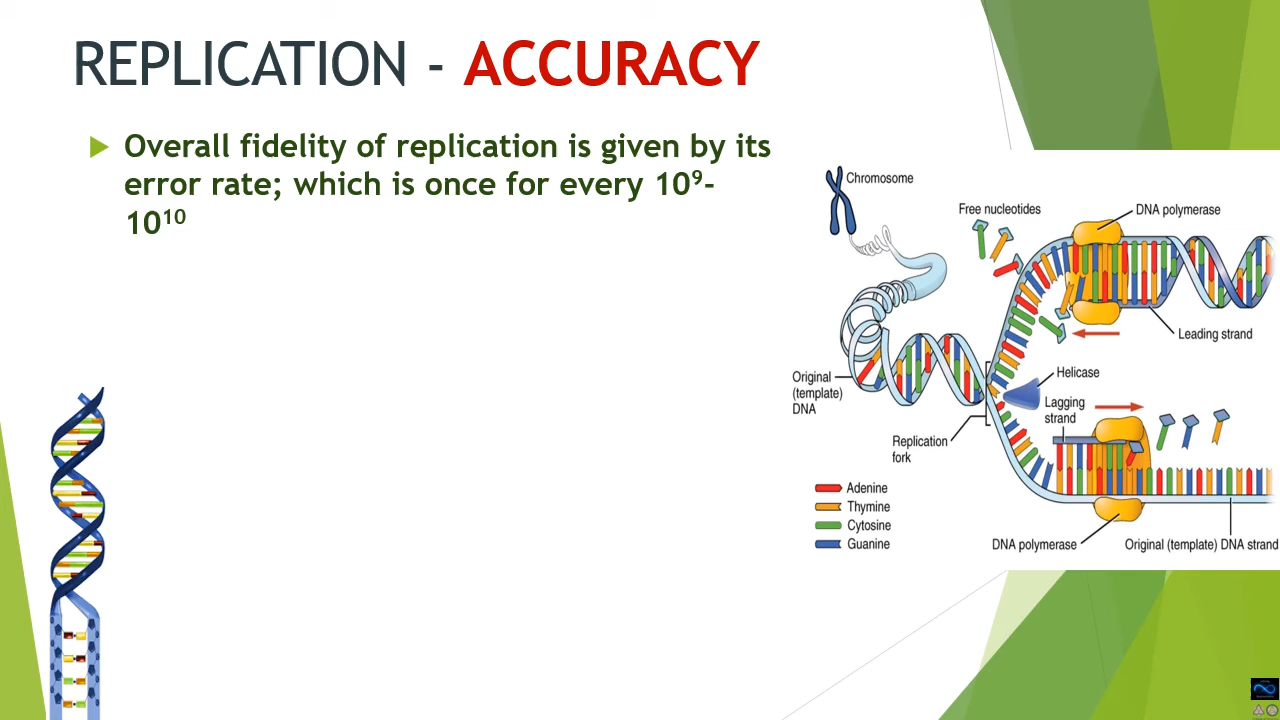 REPLICATION - ACCURACY
Overall fidelity of replication is given by its
error rate; which is once for every 10⁹-
10¹⁰
Chromosome
Free nucleotides
DNA polymerase
Leading strand
Original
(template)
DNA
Helicase
Lagging
strand
Replication
fork
Adenine
Thymine
Cytosine
Guanine
DNA polymerase
Original (template) DNA strand